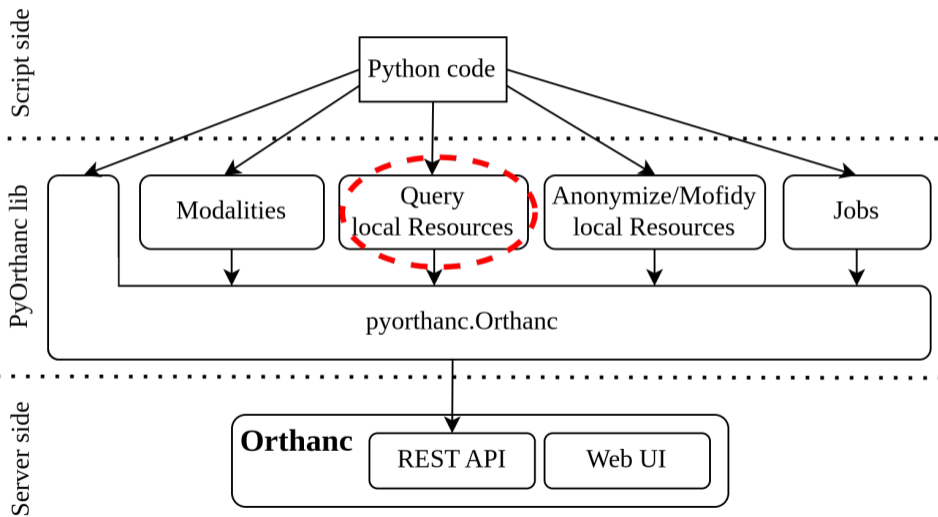 Script side
Python code
PyOrthanc lib
Modalities
Query
local Resources
Anonymize/Mofidy
local Resources
Jobs
pyorthanc.Orthanc
Server side
Orthanc
REST API
Web UI